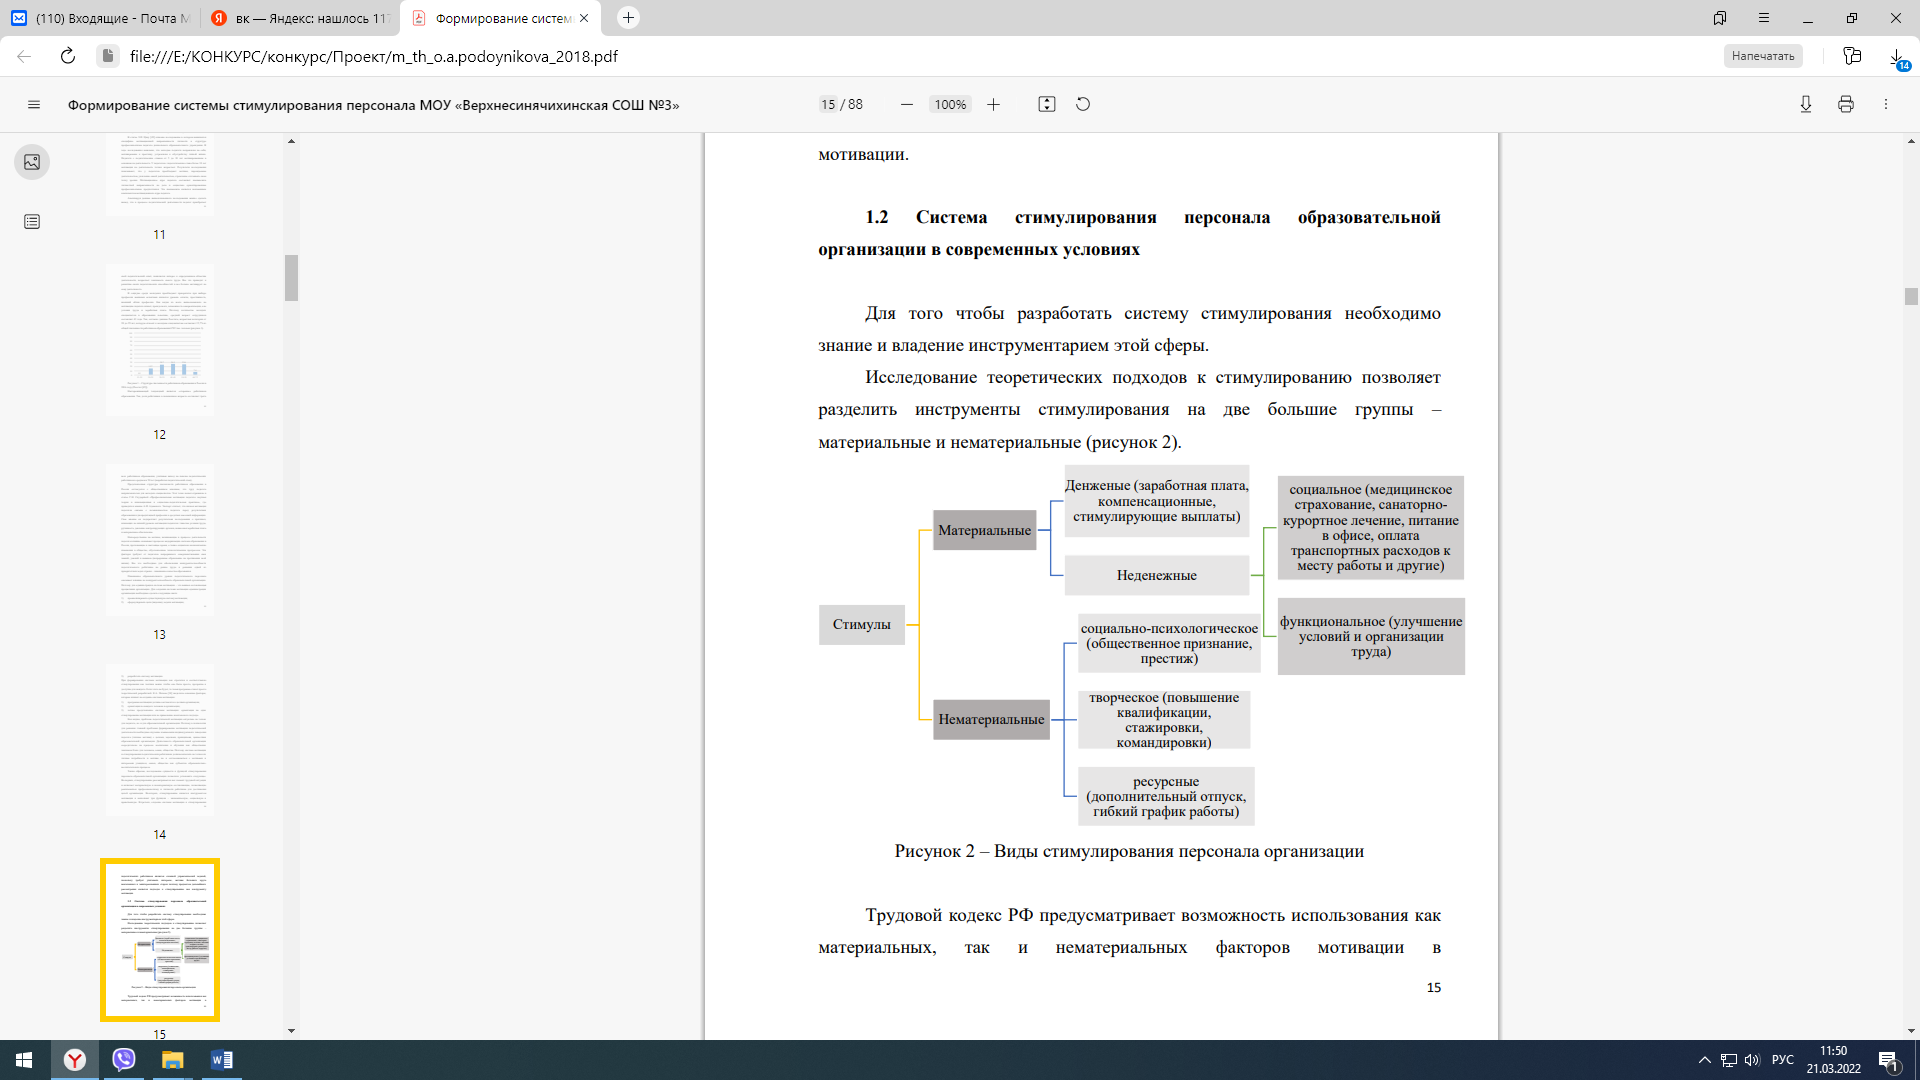 (110) Входящие - Почта М
вк — Яндекс: нашлось 117
Формирование систем
file:///E:/КОНКУРС/конкурс/Проект/m_th_o.a.podoynikova_2018.pdf
Напечатать
14
Формирование системы стимулирования персонала МОУ «Верхнесинячихинская СОШ №3»
15 / 88
100%
11
12
13
14
15
мотивации.
1.2 Система стимулирования персонала образовательной
организации в современных условиях
Для того чтобы разработать систему стимулирования необходимо
знание и владение инструментарием этой сферы.
Исследование теоретических подходов к стимулированию позволяет
разделить инструменты стимулирования на две большие группы –
материальные и нематериальные (рисунок 2).
Стимулы
Материальные
Денженые (заработная плата,
компенсационные,
стимулирующие выплаты)
Неденежные
социальное (медицинское
страхование, санаторно-
курортное лечение, питание
в офисе, оплата
транспортных расходов к
месту работы и другие)
функциональное (улучшение
условий и организации
труда)
Нематериальные
социально-психологическое
(общественное признание,
престиж)
творческое (повышение
квалификации,
стажировки,
командировки)
ресурсные
(дополнительный отпуск,
гибкий график работы)
Рисунок 2 – Виды стимулирования персонала организации
Трудовой кодекс РФ предусматривает возможность использования как
материальных, так и нематериальных факторов мотивации в
15
РУС
11:50
21.03.2022
1